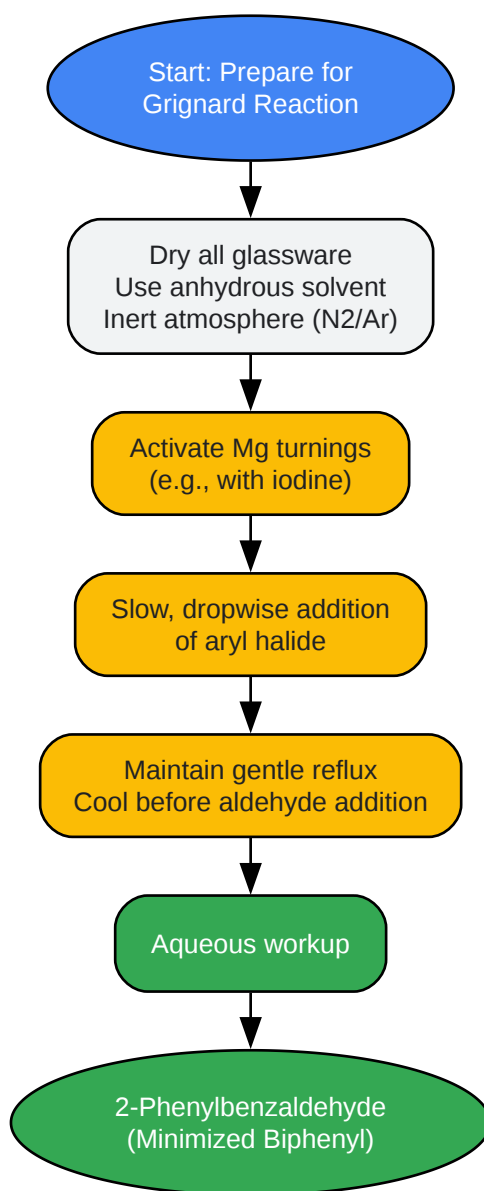 Start: Prepare for
Grignard Reaction
Dry all glassware
Use anhydrous solvent
Inert atmosphere (N2/Ar)
Activate Mg turnings
(e.g., with iodine)
Slow, dropwise addition
of aryl halide
Maintain gentle reflux
Cool before aldehyde addition
Aqueous workup
2-Phenylbenzaldehyde
(Minimized Biphenyl)